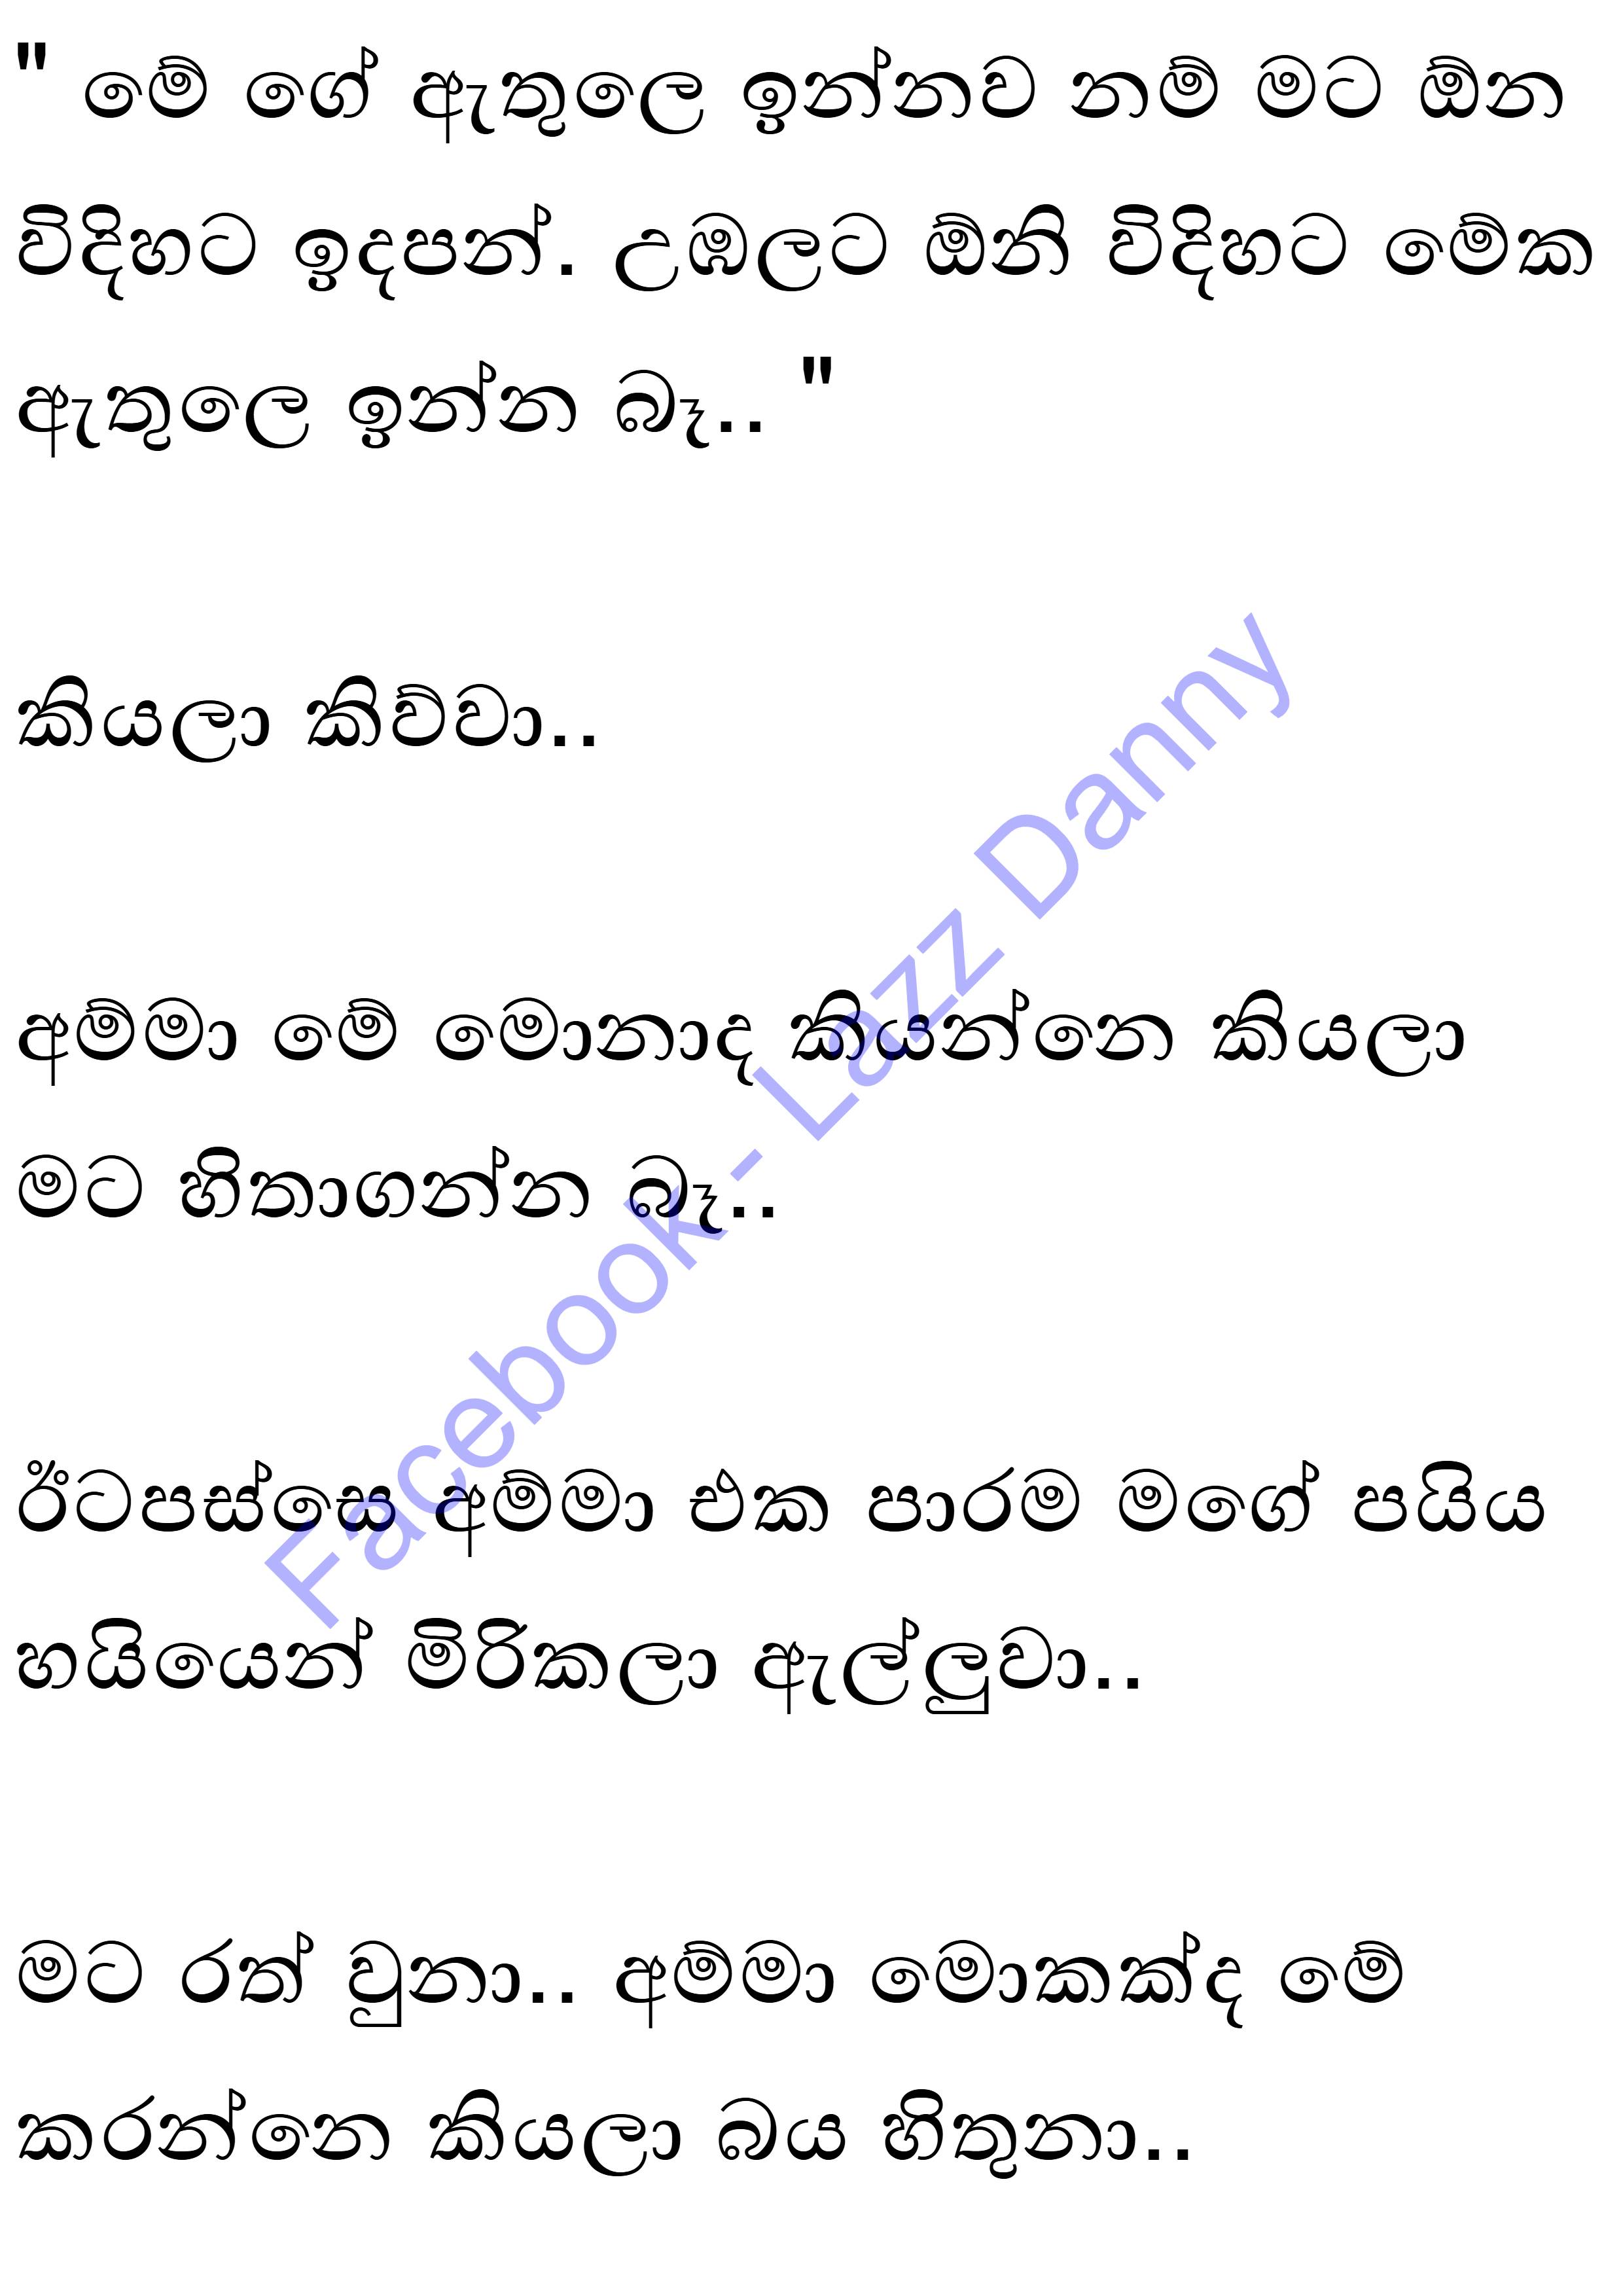 " මේ ගේ ඇතුලෙ ඉන්නව නම් මට ඕන
විදිහට ඉදපන්. උඹලට ඕනි විදිහට මේක
ඇතුලෙ ඉන්න බෑ.. "
කියලා කිව්වා..
අම්මා මේ මොනාද කියන්නෙ කියලා
මට හිතාගන්න බෑ..
ඊටපස්සෙ අම්මා එක පාරම මගේ පයිය
හයියෙන් මිරිකලා ඇල්ලුවා..
මට රත් වුනා.. අම්මා මොකක්ද මේ
කරන්නෙ කියලා බය හිතුනා..
Facebook - Lazz Danny